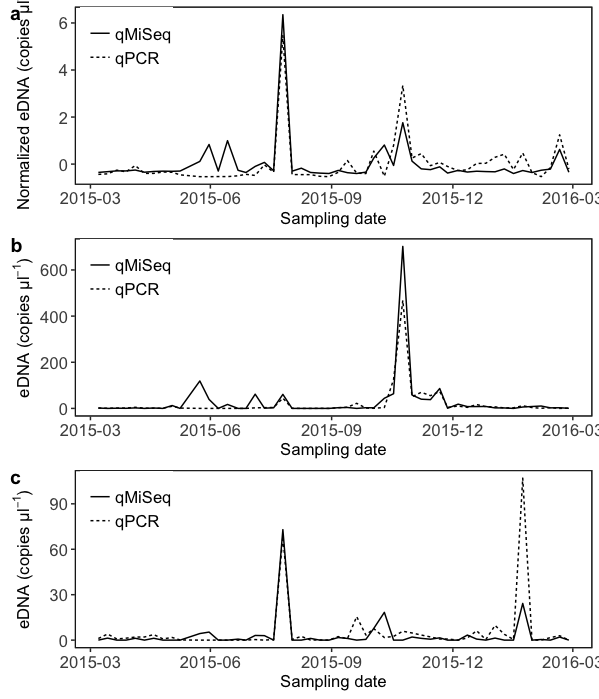 a
Normalized eDNA (copies µl
6
4
2
0
qMiSeq
qPCR
2015-03 2015-06 2015-09 2015-12 2016-03
Sampling date
b
eDNA (copies µl⁻¹)
600
400
200
0
qMiSeq
qPCR
2015-03 2015-06 2015-09 2015-12 2016-03
Sampling date
c
eDNA (copies µl⁻¹)
90
60
30
0
qMiSeq
qPCR
2015-03 2015-06 2015-09 2015-12 2016-03
Sampling date